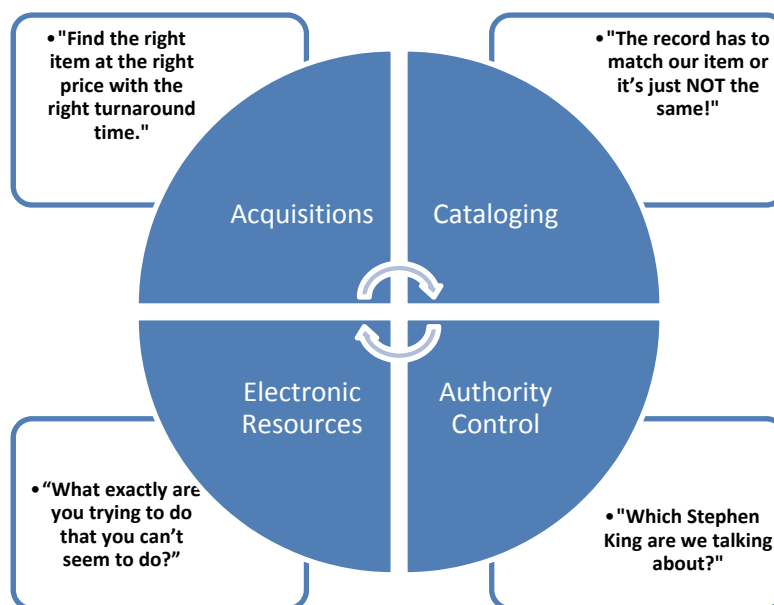 •"Find the right
item at the right
price with the
right turnaround
time."
•"The record has to
match our item or
it’s just NOT the
same!"
Acquisitions
Cataloging
Electronic
Resources
Authority
Control
•“What exactly are
you trying to do
that you can’t
seem to do?”
•"Which Stephen
King are we talking
about?"